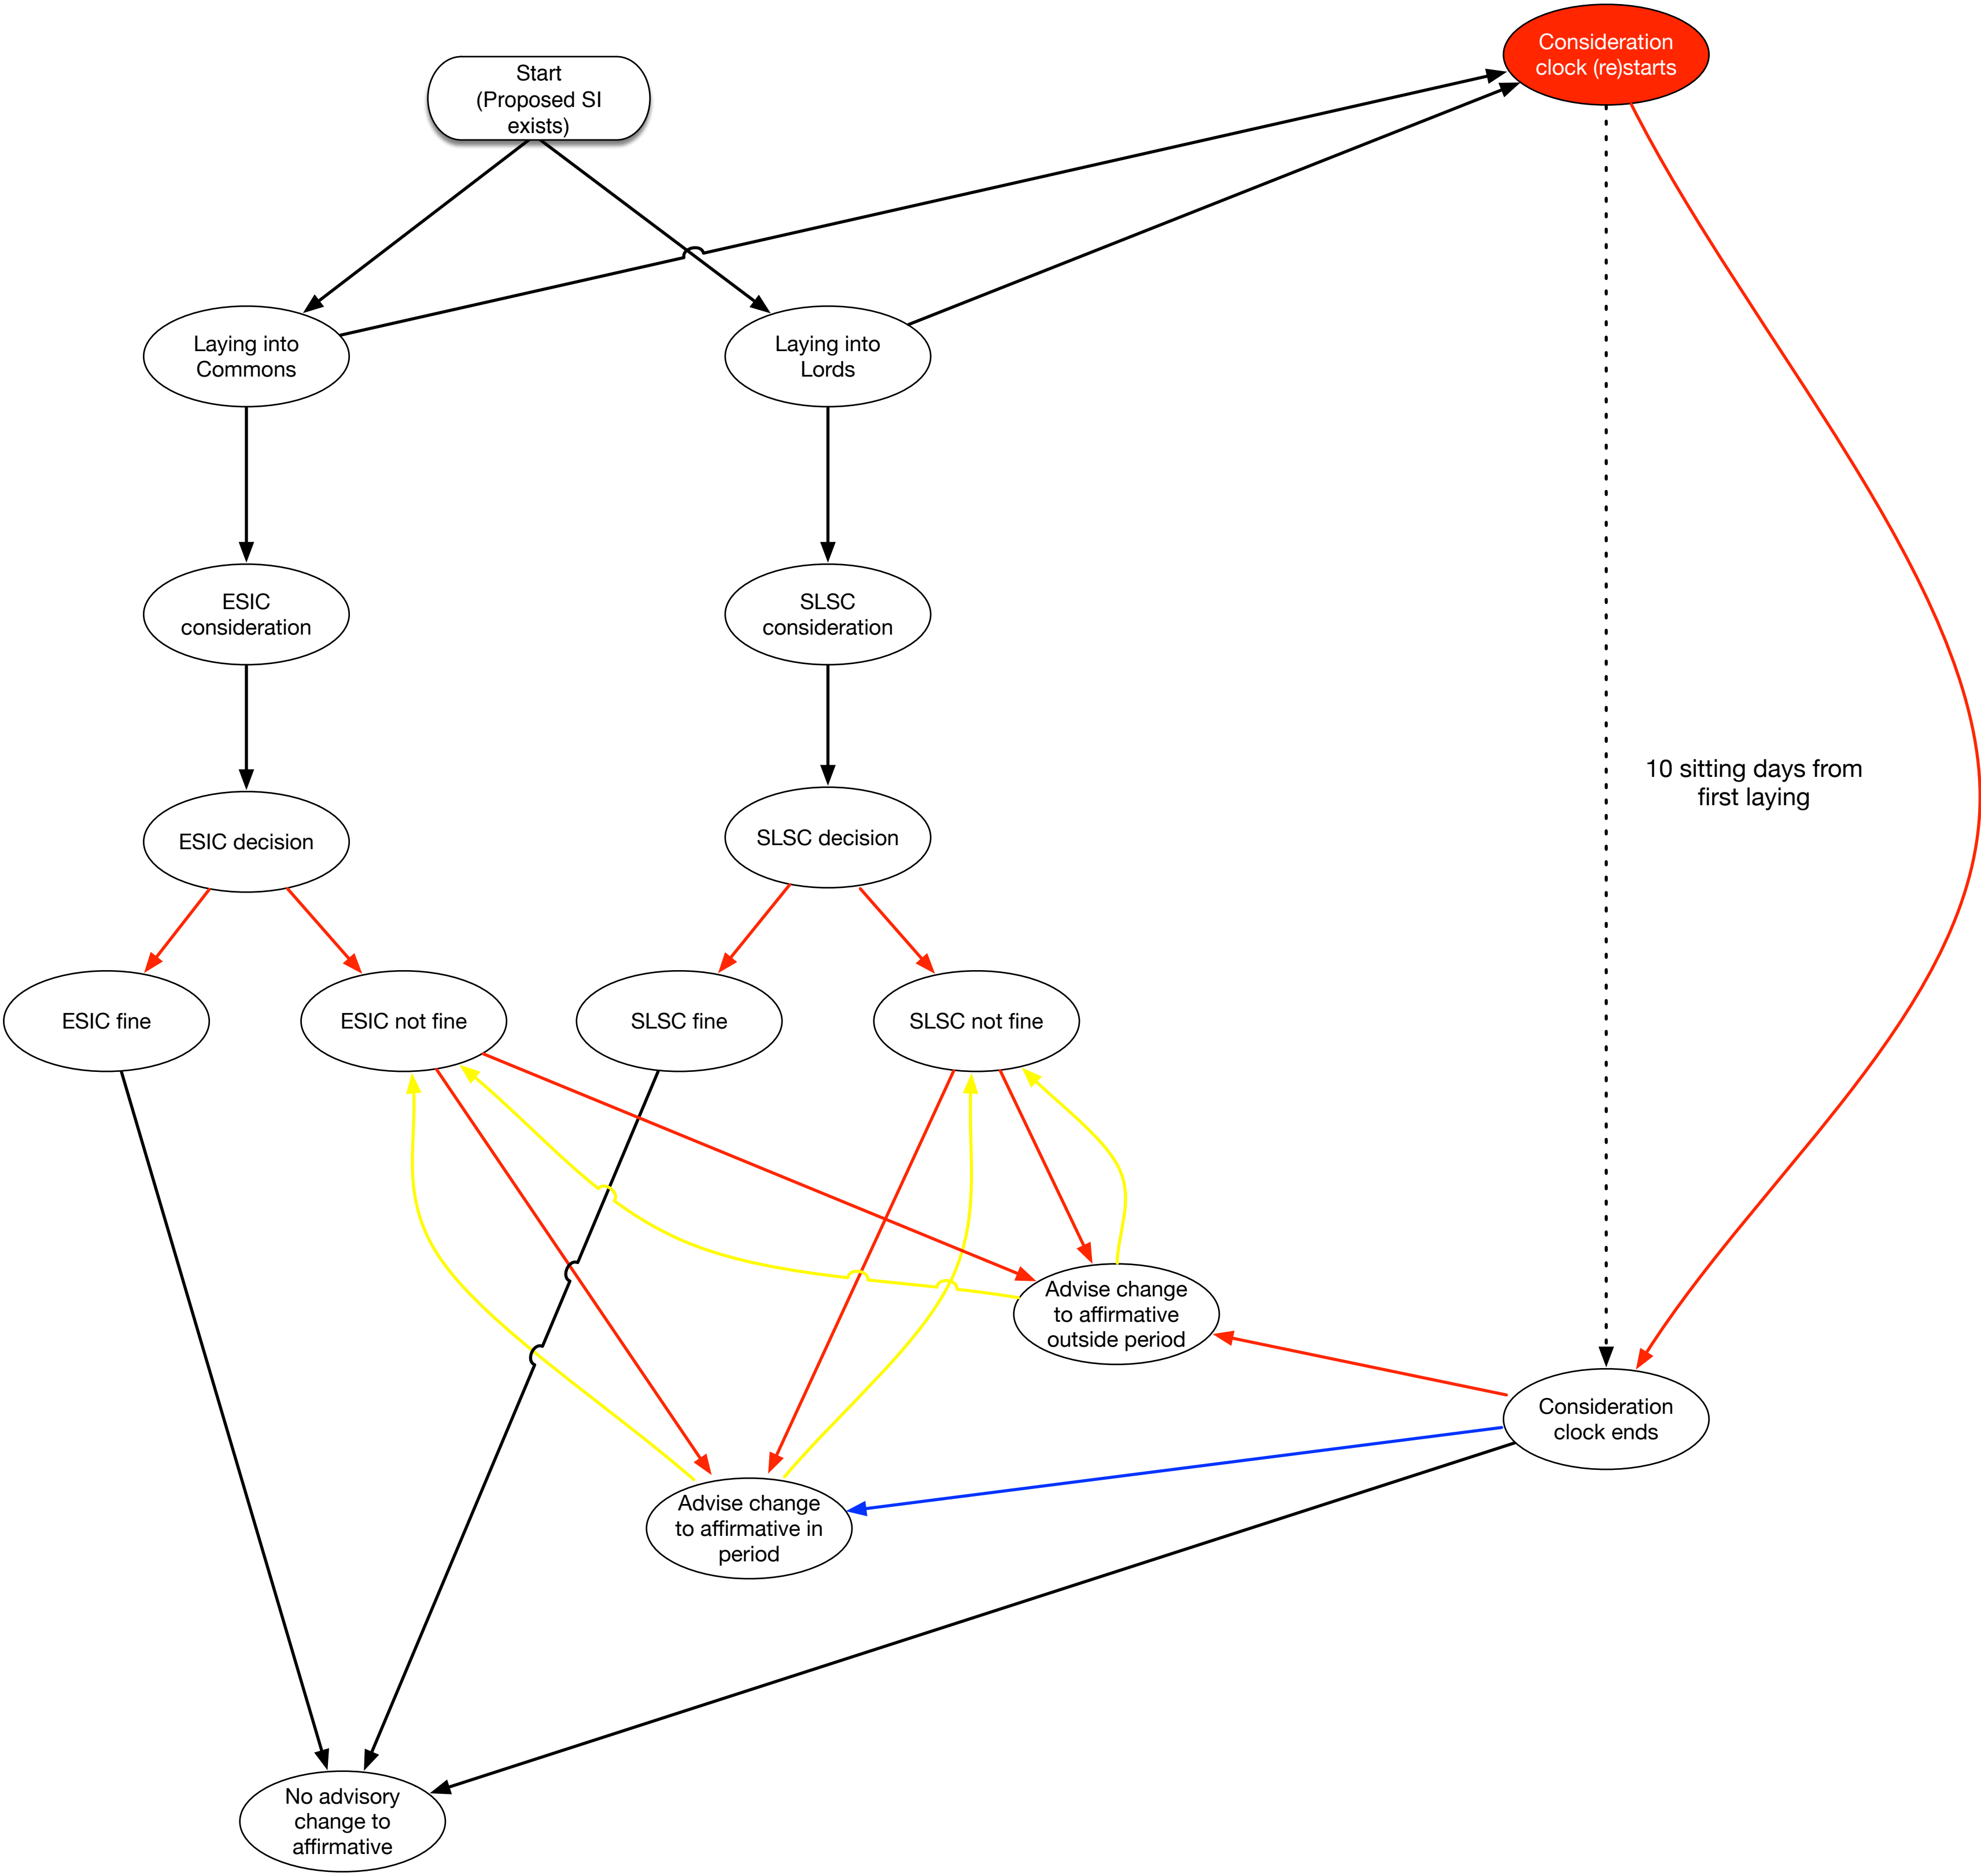 Consideration
clock (re)starts
Start
(Proposed SI
exists)
Laying into
Commons
Laying into
Lords
ESIC
consideration
SLSC
consideration
10 sitting days from
first laying
ESIC decision
SLSC decision
ESIC fine
ESIC not fine
SLSC fine
SLSC not fine
Advise change
to affirmative
outside period
Consideration
clock ends
Advise change
to affirmative in
period
No advisory
change to
affirmative